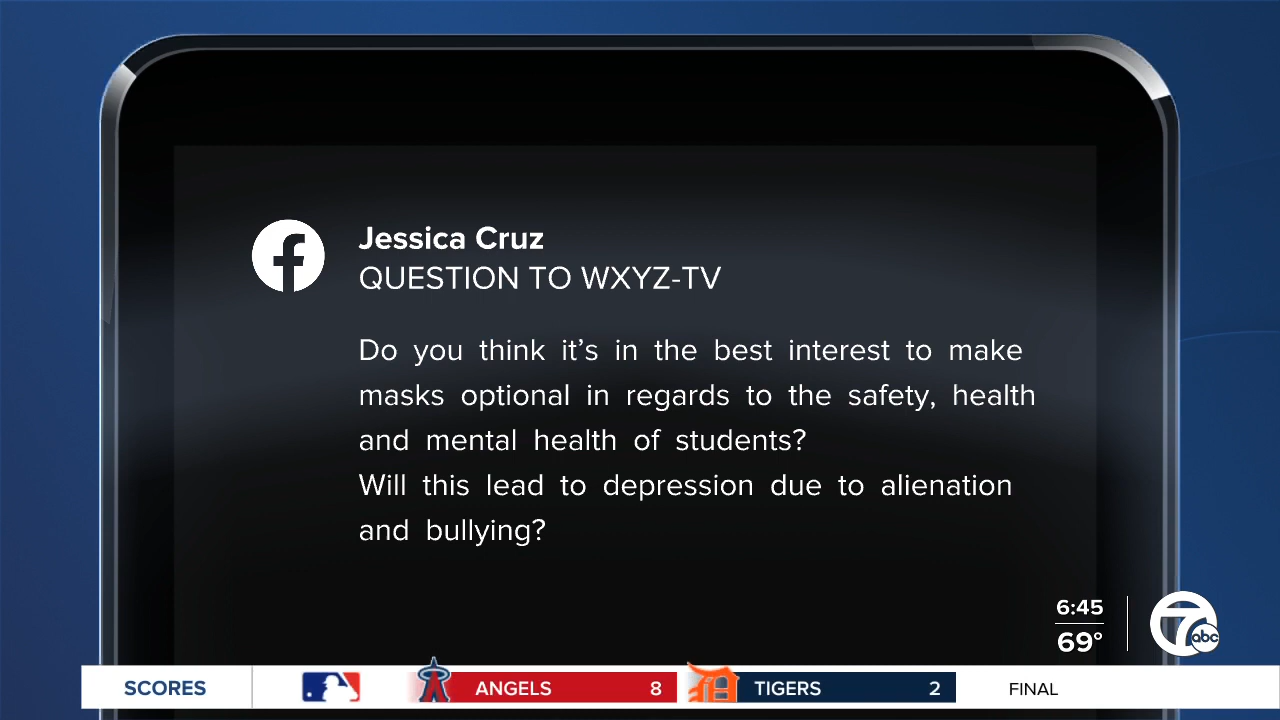 Jessica Cruz
QUESTION TO WXYZ-TV
Do you think it's in the best interest to make
masks optional in regards to the safety, health
and mental health of students?
Will this lead to depression due to alienation
and bullying?
6:45
69°
7 abc
SCORES ANGELS 8 TIGERS 2 FINAL